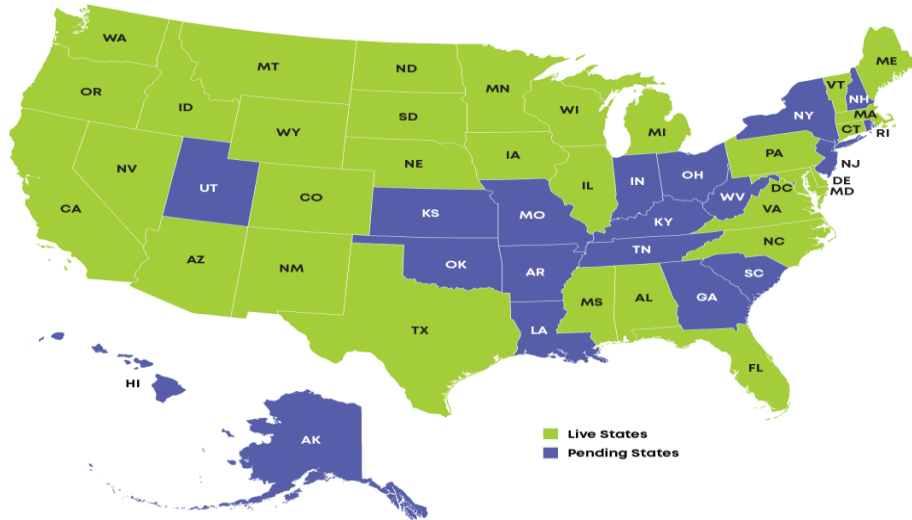 WA
MT
ND
MN
ME
VT
NH
OR
ID
SD
WI
NY
MA
WY
MI
CT
RI
IA
PA
NE
NJ
NV
IL
IN
OH
DE
UT
DC
MD
CO
WV
CA
KS
MO
KY
VA
TN
NC
AZ
OK
NM
AR
SC
MS
AL
GA
TX
LA
FL
HI
AK
Live States
Pending States